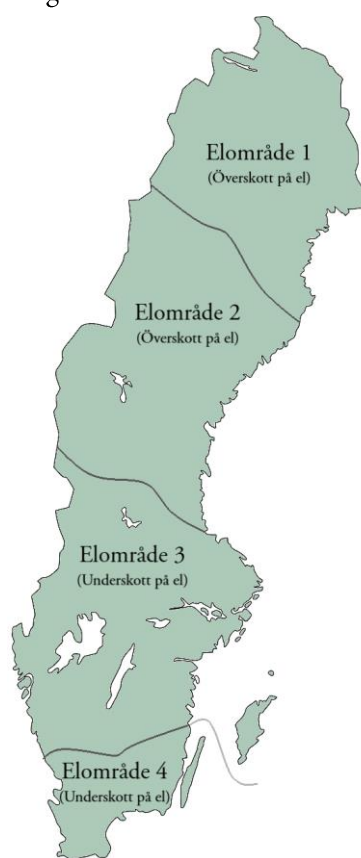 Elområde 1
(Överskott på el)
Elområde 2
(Överskott på el)
Elområde 3
(Underskott på el)
Elområde 4
(Underskott på el)